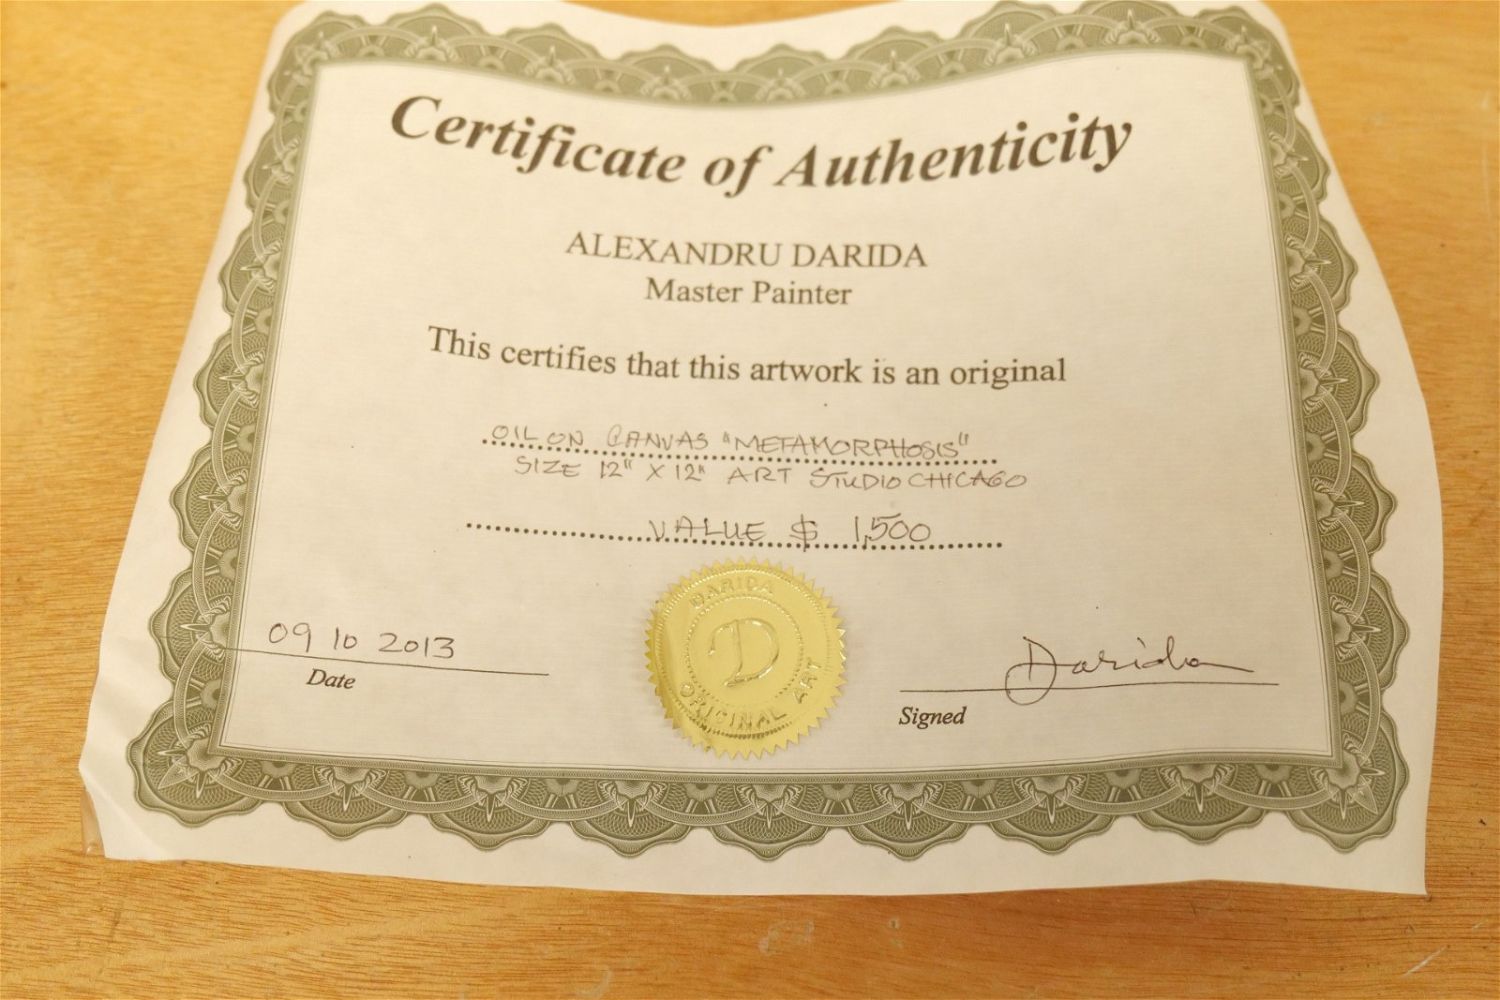 Certificate of Authenticity
ALEXANDRU DARIDA
Master Painter
This certifies that this artwork is an original
OIL ON CANVAS "METAMORPHOSIS"
SIZE 12" X 12" ART STUDIO CHICAGO
VALUE $ 1,500
DARIDA
D
ORIGINAL ART
09 10 2013
Date
Darida
Signed